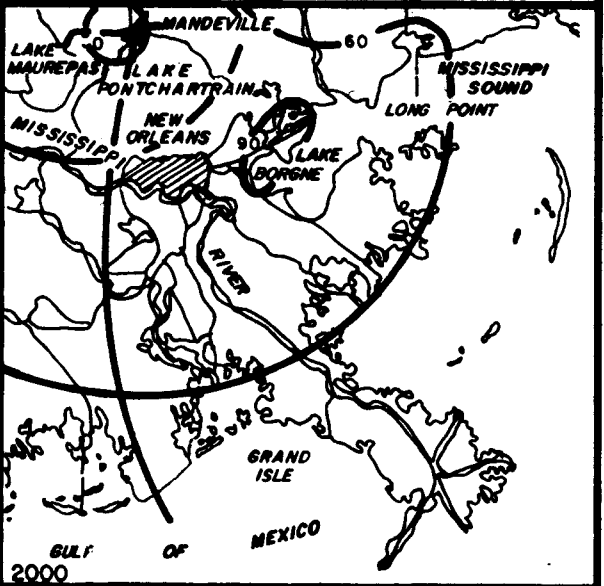 MANDEVILLE
60
0
LAKE
MAUREPAS
LAKE
PONTCHARTRAIN
MISSISSIPPI
SOUND
LONG POINT
NEW
ORLEANS
MISSISSIPPI
90
LAKE
BORGNE
RIVER
GRAND
ISLE
GULF OF MEXICO
2000